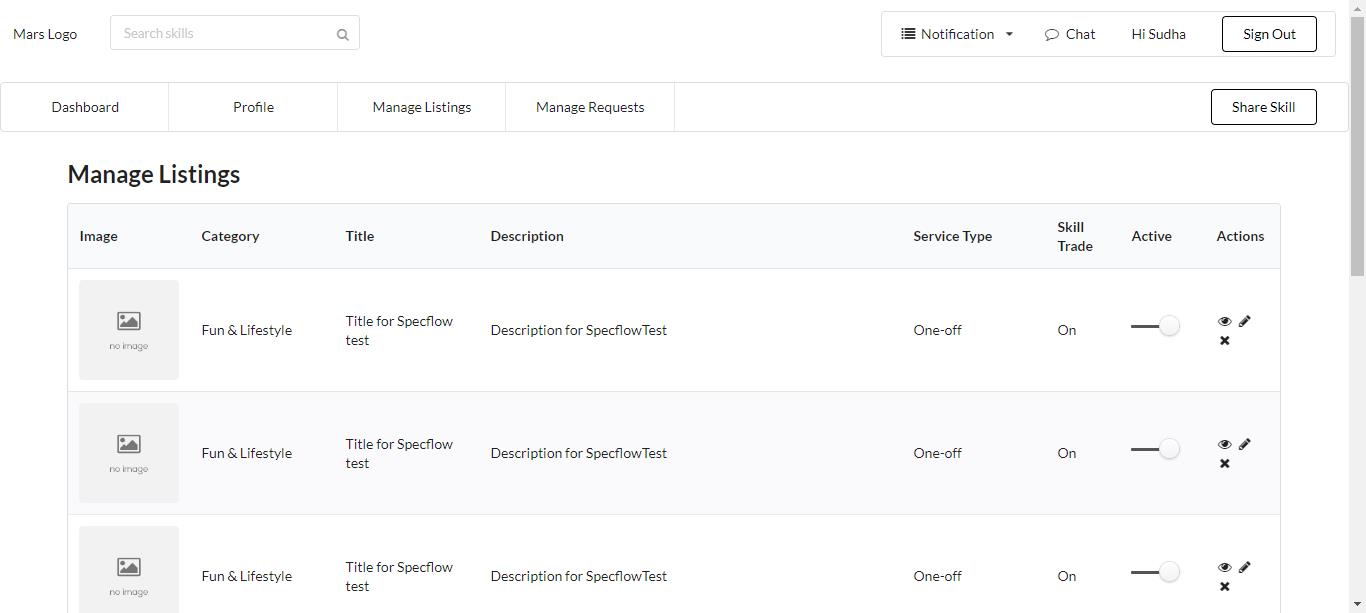 Mars Logo
Search skills
Notification
Chat
Hi Sudha
Sign Out
Dashboard
Profile
Manage Listings
Manage Requests
Share Skill
Manage Listings
Image
Category
Title
Description
Service Type
Skill
Trade
Active
Actions
no image
Fun & Lifestyle
Title for Specflow
test
Description for SpecflowTest
One-off
On
no image
Fun & Lifestyle
Title for Specflow
test
Description for SpecflowTest
One-off
On
no image
Fun & Lifestyle
Title for Specflow
test
Description for SpecflowTest
One-off
On